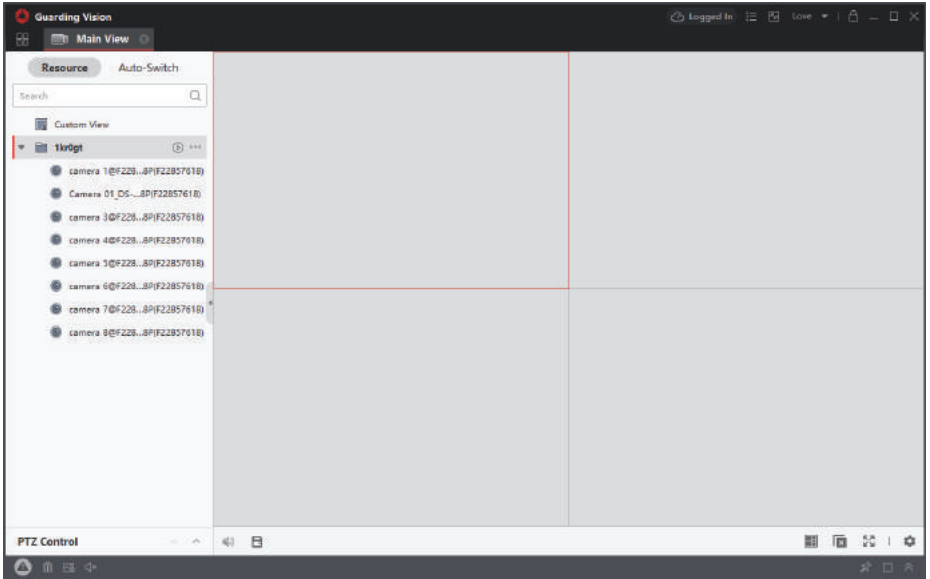 Guarding Vision
Logged In
Love
Main View
Resource Auto-Switch
Search
Custom View
1kr0gt
camera 1@F228...8P(F22857618)
Camera 01_DS-...8P(F22857618)
camera 3@F228...8P(F22857618)
camera 4@F228...8P(F22857618)
camera 5@F228...8P(F22857618)
camera 6@F228...8P(F22857618)
camera 7@F228...8P(F22857618)
camera 8@F228...8P(F22857618)
PTZ Control